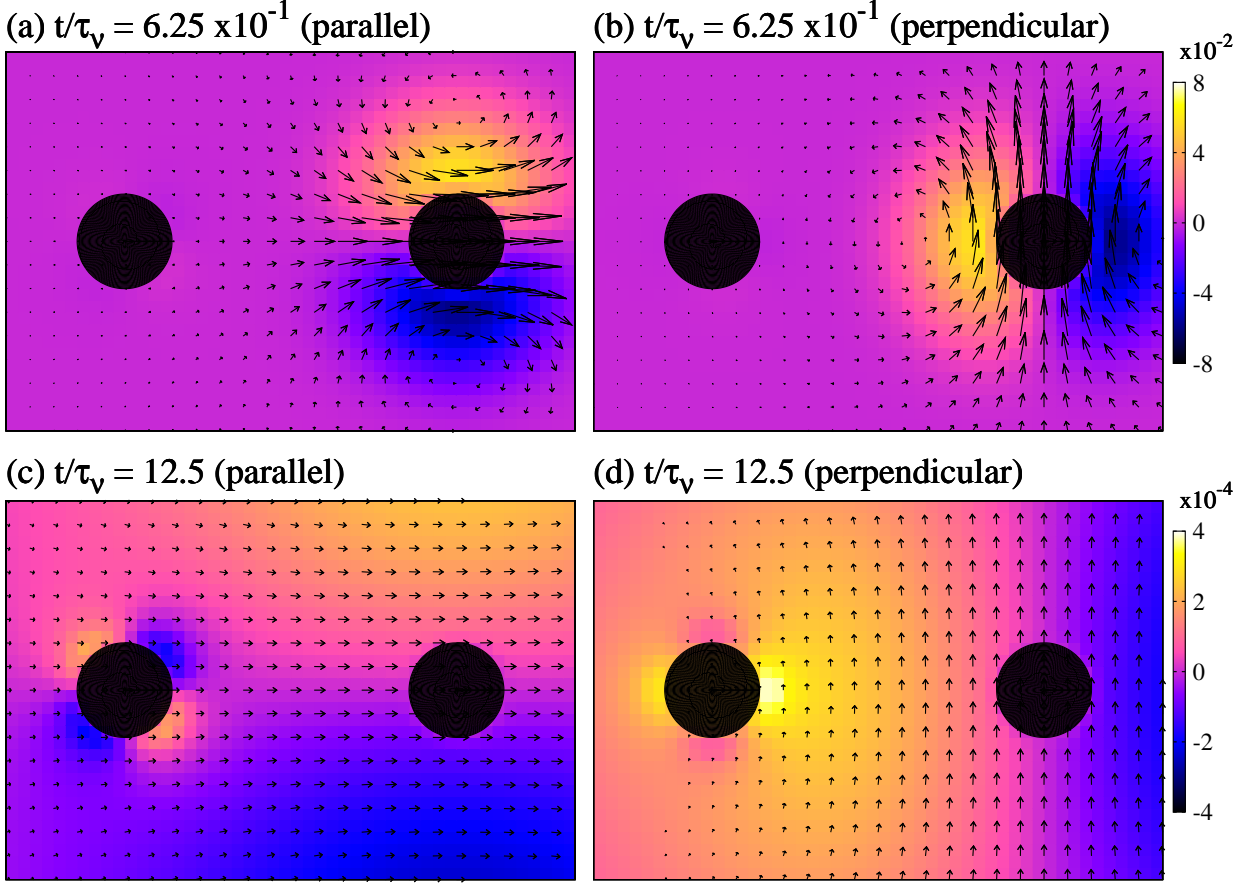 (a) t/τν = 6.25 x10-1 (parallel)
(b) t/τν = 6.25 x10-1 (perpendicular)
x10-2
8
4
0
-4
-8
(c) t/τν = 12.5 (parallel)
(d) t/τν = 12.5 (perpendicular)
x10-4
4
2
0
-2
-4